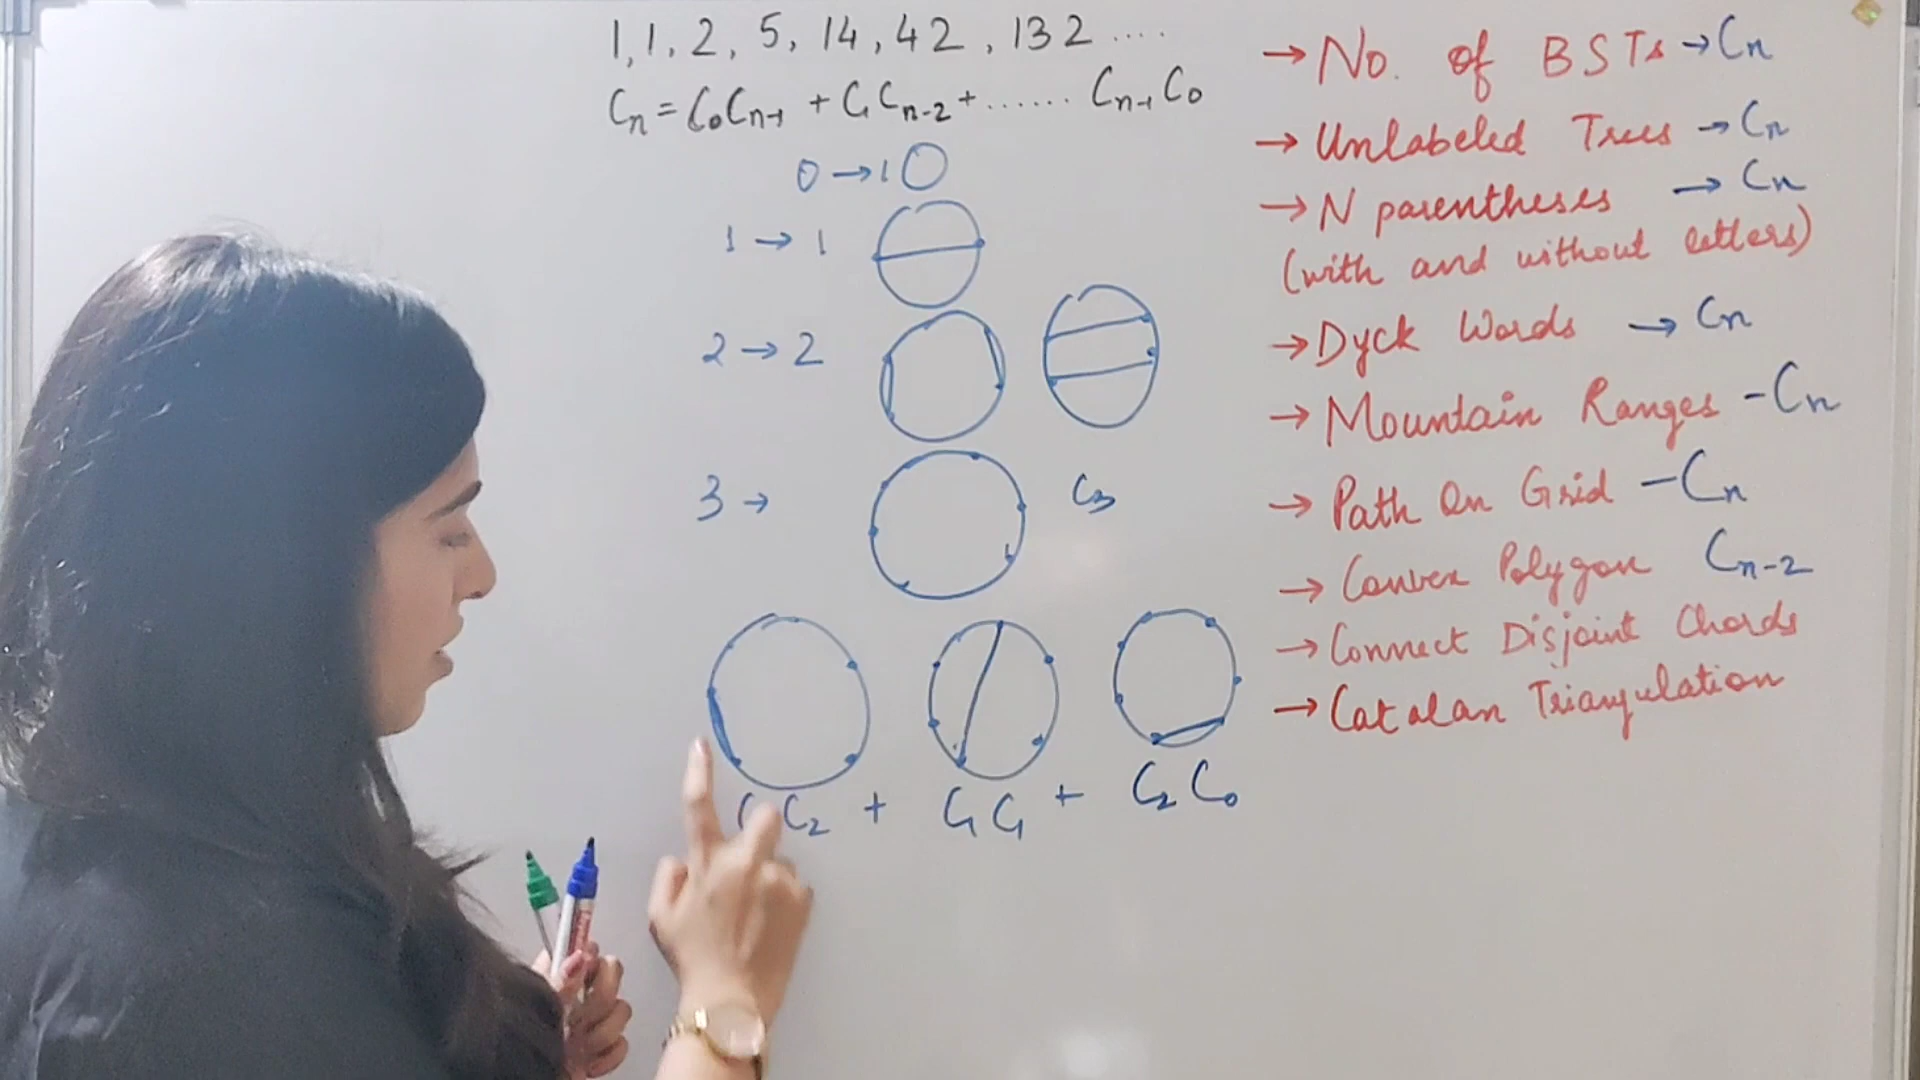 1, 1, 2, 5, 14, 42, 132 ....
Cn = C0Cn-1 + C1Cn-2 + ...... Cn-1C0
0 → 1
1 → 1
2 → 2
3 → C3
C2 + C1C1 + C2C0
→ No. of BSTs → Cn
→ Unlabeled Trees → Cn
→ N parentheses → Cn
(with and without letters)
→ Dyck Words → Cn
→ Mountain Ranges - Cn
→ Path On Grid - Cn
→ Convex Polygon Cn-2
→ Connect Disjoint Chords
→ Catalan Triangulation